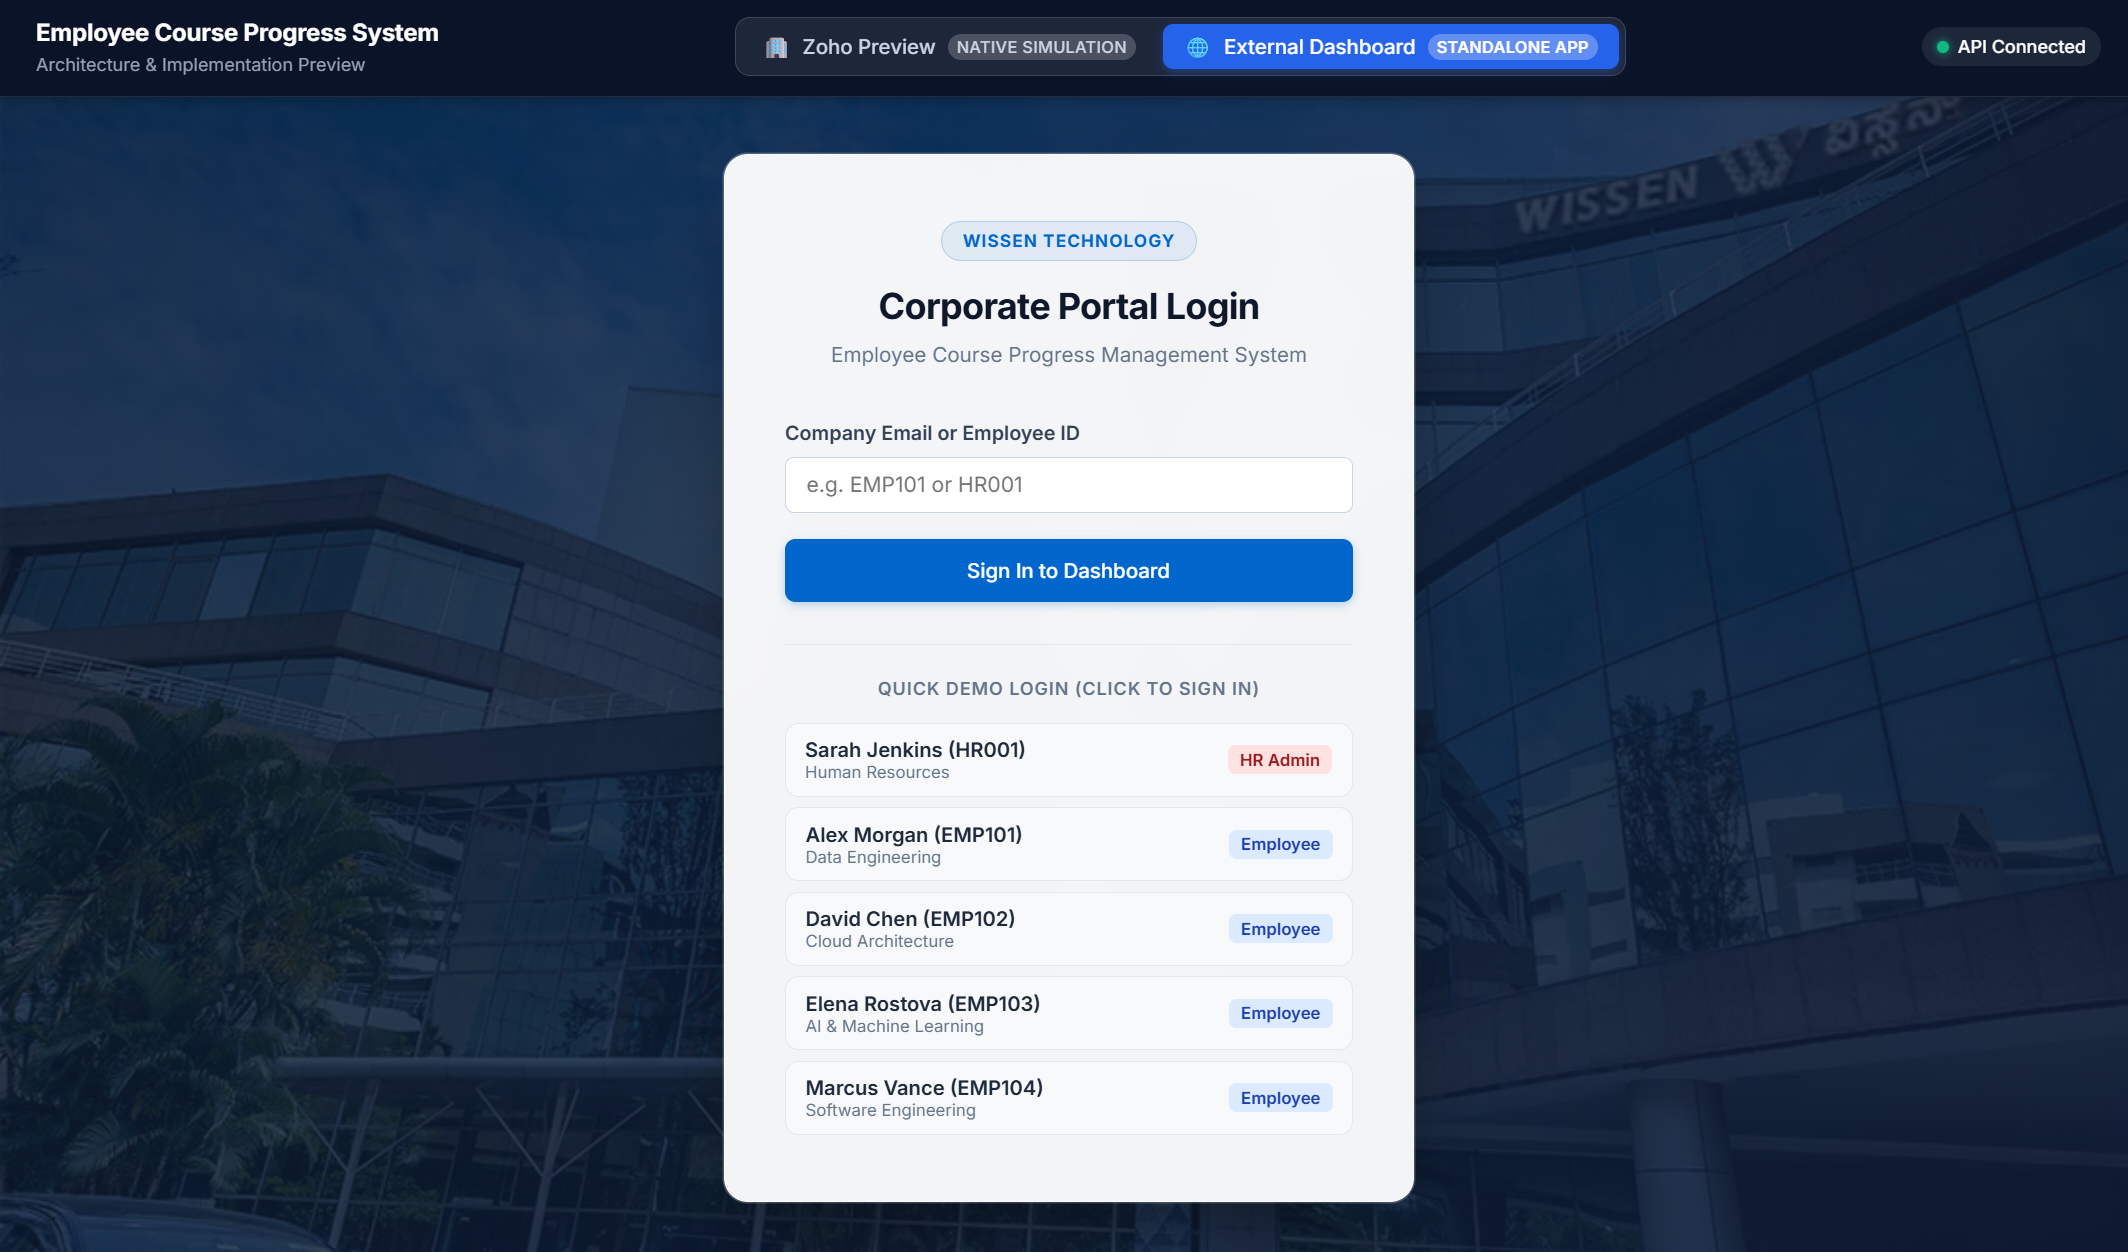 Employee Course Progress System
Architecture & Implementation Preview
Zoho Preview NATIVE SIMULATION
External Dashboard STANDALONE APP
API Connected
WISSEN
WISSEN TECHNOLOGY
Corporate Portal Login
Employee Course Progress Management System
Company Email or Employee ID
e.g. EMP101 or HR001
Sign In to Dashboard
QUICK DEMO LOGIN (CLICK TO SIGN IN)
Sarah Jenkins (HR001)
Human Resources
HR Admin
Alex Morgan (EMP101)
Data Engineering
Employee
David Chen (EMP102)
Cloud Architecture
Employee
Elena Rostova (EMP103)
AI & Machine Learning
Employee
Marcus Vance (EMP104)
Software Engineering
Employee